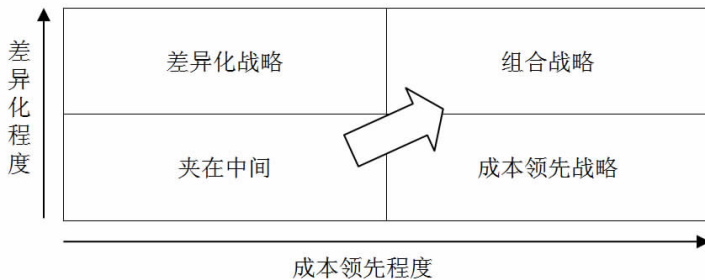 差异化程度
差异化战略
组合战略
夹在中间
成本领先战略
成本领先程度